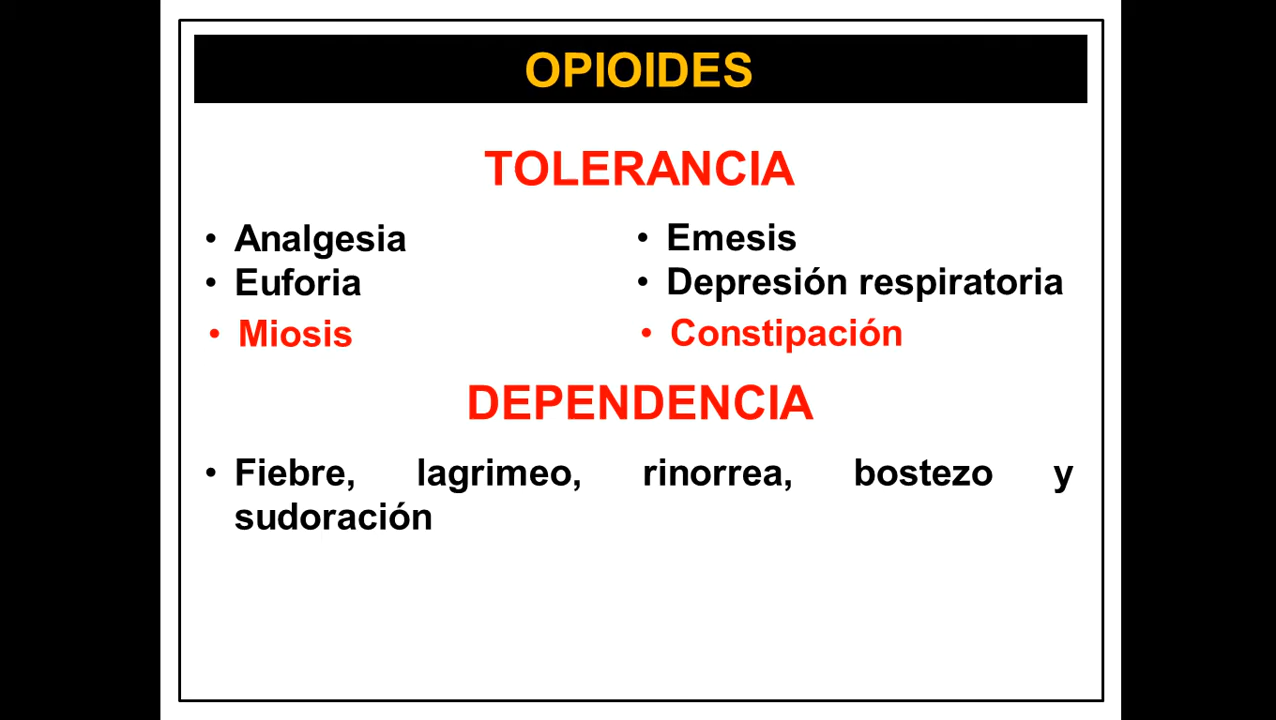 OPIOIDES
TOLERANCIA
• Analgesia
• Euforia
• Miosis
• Emesis
• Depresión respiratoria
• Constipación
DEPENDENCIA
• Fiebre, lagrimeo, rinorrea, bostezo y
sudoración